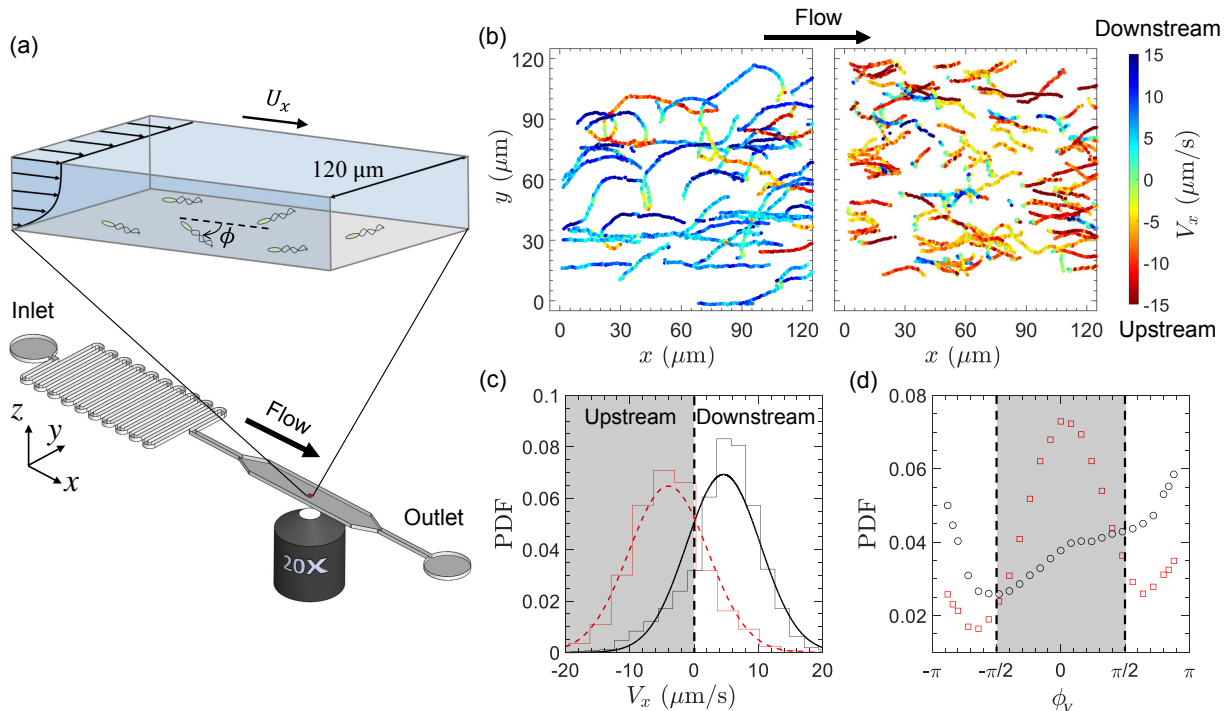 (a)
U_x
120 μm
ϕ
Inlet
z
y
x
Flow
20X
Outlet
(b)
Flow
Downstream
120
90
60
30
0
y (μm)
0 30 60 90 120
x (μm)
0 30 60 90 120
x (μm)
15
10
5
0
-5
-10
-15
V_x (μm/s)
Upstream
(c)
0.1
0.08
0.06
0.04
0.02
0
PDF
Upstream
Downstream
-20 -10 0 10 20
V_x (μm/s)
(d)
0.08
0.06
0.04
0.02
PDF
-π -π/2 0 π/2 π
ϕ_V